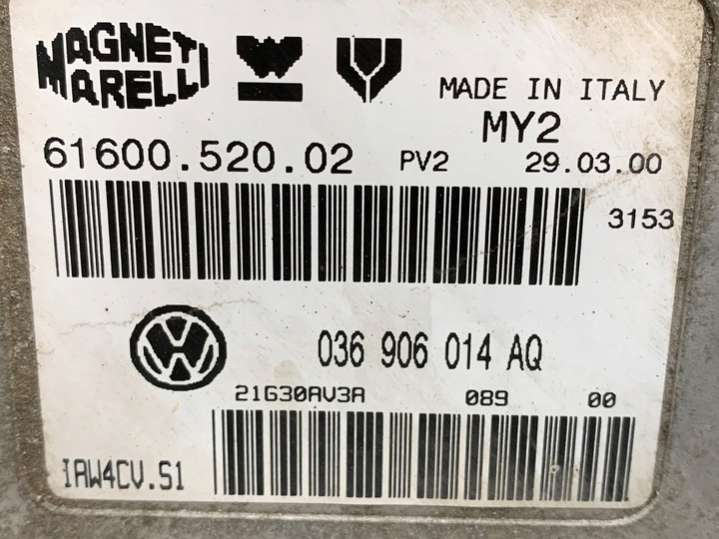 MAGNETI
MARELLI
MADE IN ITALY
MY2
61600.520.02 PV2 29.03.00
3153
036 906 014 AQ
21G30AV3A 089 00
IAW4CV.S1